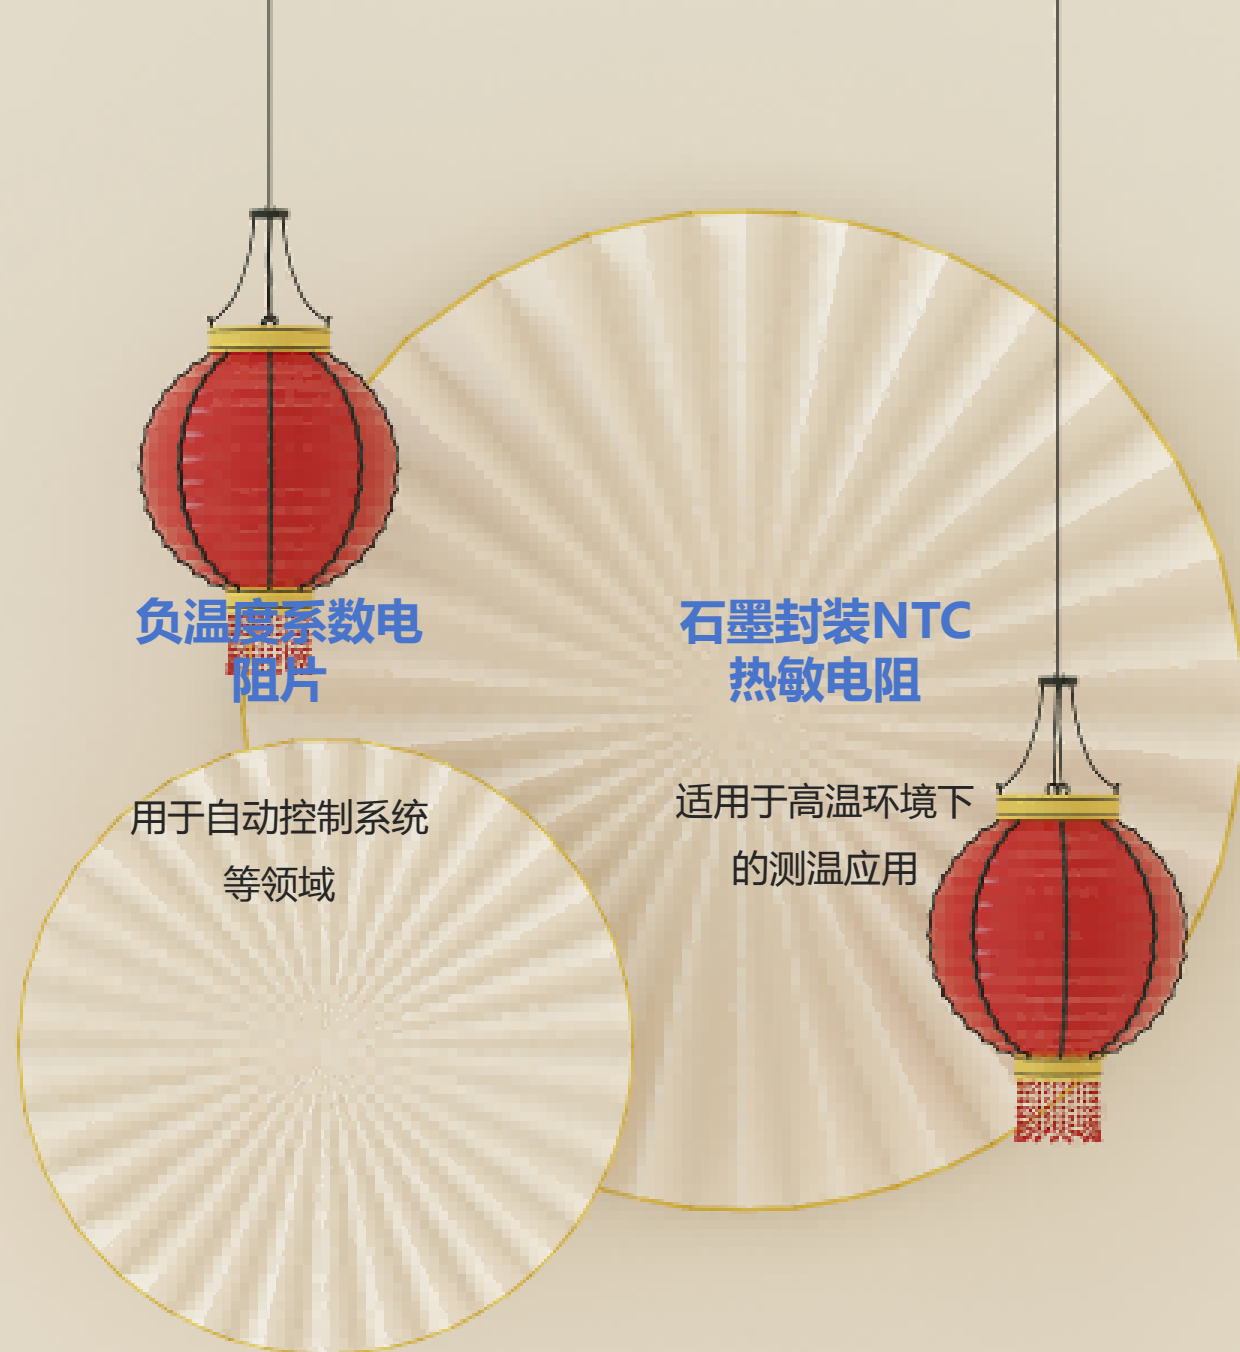 负温度系数电
阻片
用于自动控制系统
等领域
石墨封装NTC
热敏电阻
适用于高温环境下
的测温应用